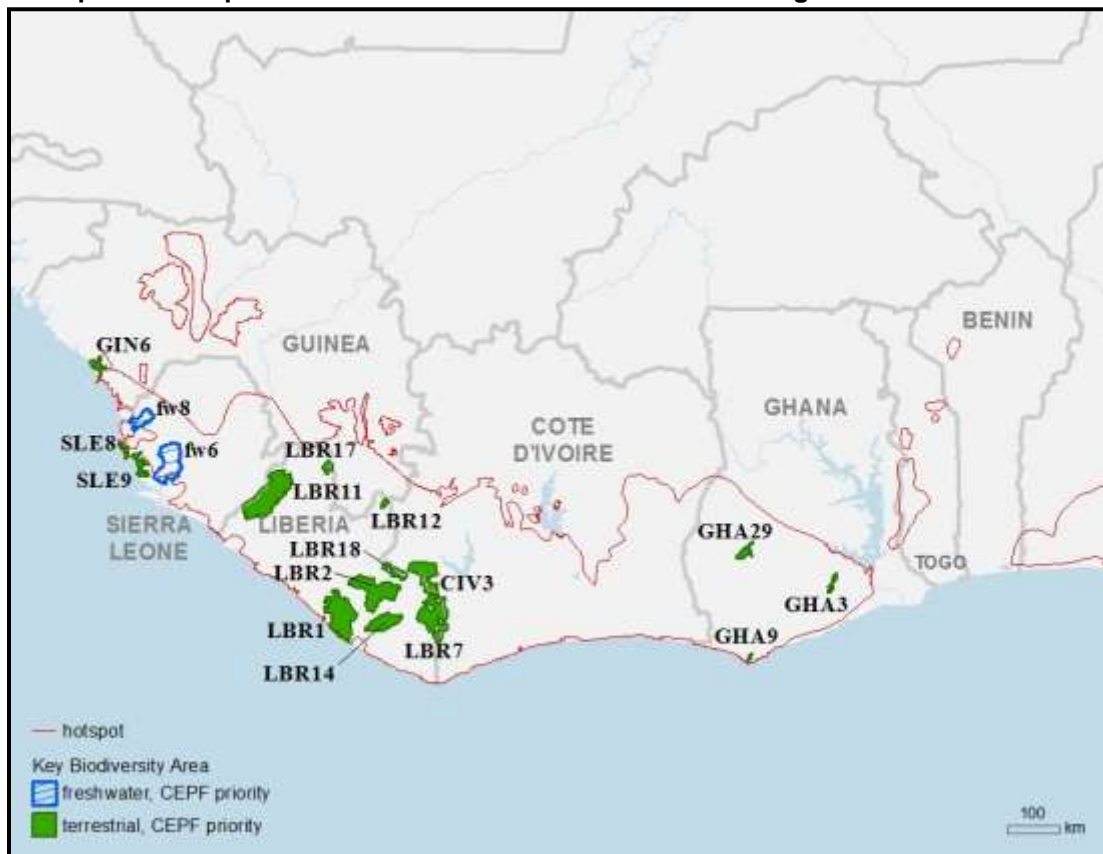 BENIN
GUINEA
GIN6
fw8
GHANA
COTE
D'IVOIRE
SLE8
fw6
LBR17
SLE9
LBR11
SIERRA
LEONE
LIBERIA
LBR12
LBR18
GHA29
LBR2
CIV3
TOGO
GHA3
LBR1
LBR7
GHA9
LBR14
hotspot
Key Biodiversity Area
freshwater, CEPF priority
terrestrial, CEPF priority
100
km